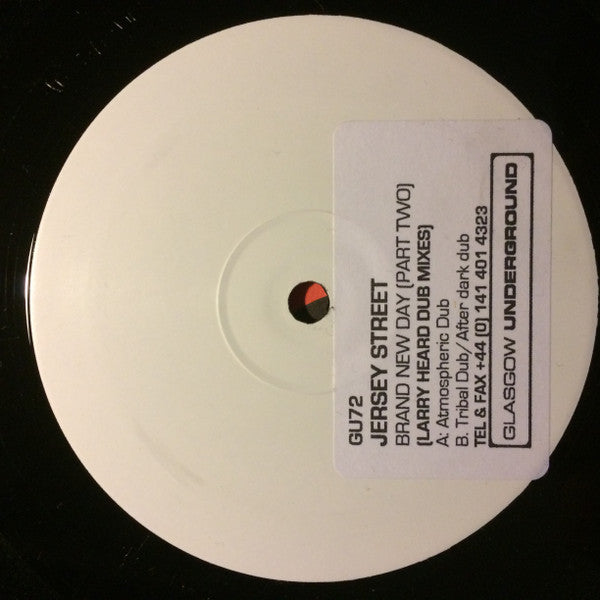 GU72
JERSEY STREET
BRAND NEW DAY (PART TWO)
(LARRY HEARD DUB MIXES)
A: Atmospheric Dub
B. Tribal Dub/After dark dub
TEL & FAX +44 (0) 141 401 4323
GLASGOW UNDERGROUND